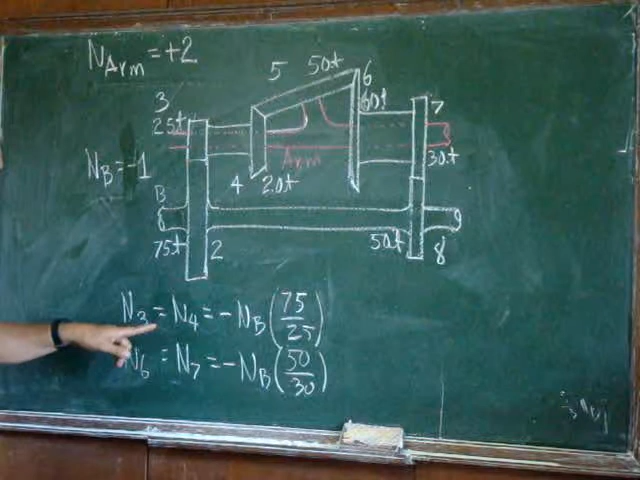 N_Arm = +2
5 50t 6
60t
3
25t
7
N_B = -1
Arm
30t
4 20t
B
75t 2
50t 8
N_3 = N_4 = -N_B (75/25)
N_6 = N_7 = -N_B (50/30)